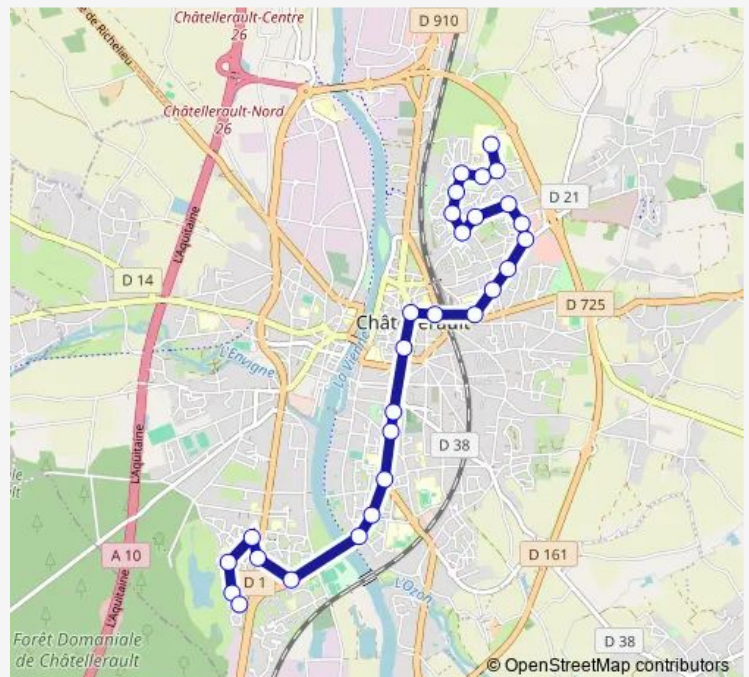 Châtellerault-Centre
26
D 910
e de Richelieu
Châtellerault-Nord
26
L'Aquitaine
D 21
D 14
D 725
Châtellerault
La Vienne
L'Envigne
L'Aquitaine
D 38
A 10
D 161
D 1
L'Aquitaine
L'Ozon
Forêt Domaniale
de Châtellerault
D 38
© OpenStreetMap contributors